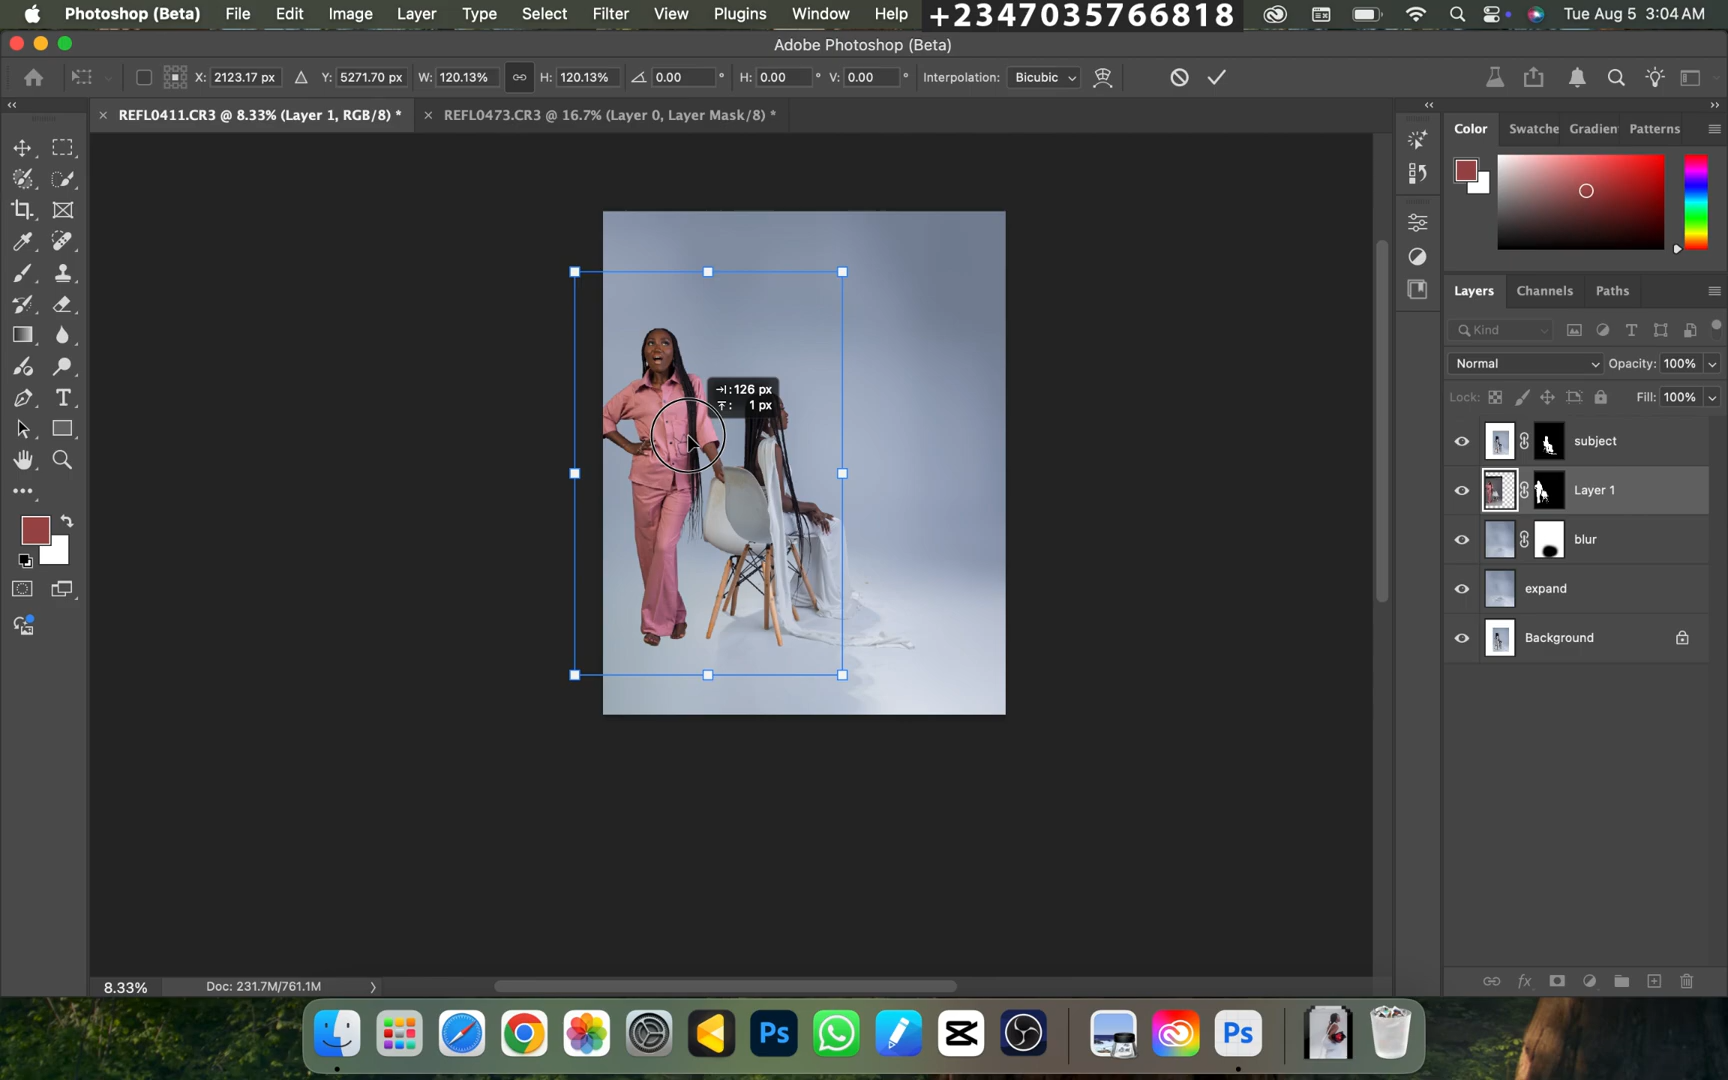 Photoshop (Beta) File Edit Image Layer Type Select Filter View Plugins Window Help +2347035766818 Tue Aug 5 3:04 AM
Adobe Photoshop (Beta)
X: 2123.17 px Y: 5271.70 px W: 120.13% H: 120.13% 0.00 ° H: 0.00 ° V: 0.00 ° Interpolation: Bicubic
REFL0411.CR3 @ 8.33% (Layer 1, RGB/8) * REFL0473.CR3 @ 16.7% (Layer 0, Layer Mask/8) *
Color Swatche Gradien Patterns
Layers Channels Paths
Kind
Normal Opacity: 100%
Lock: Fill: 100%
:126 px
: 1 px
subject
Layer 1
blur
expand
Background
8.33% Doc: 231.7M/761.1M
Ps Ps